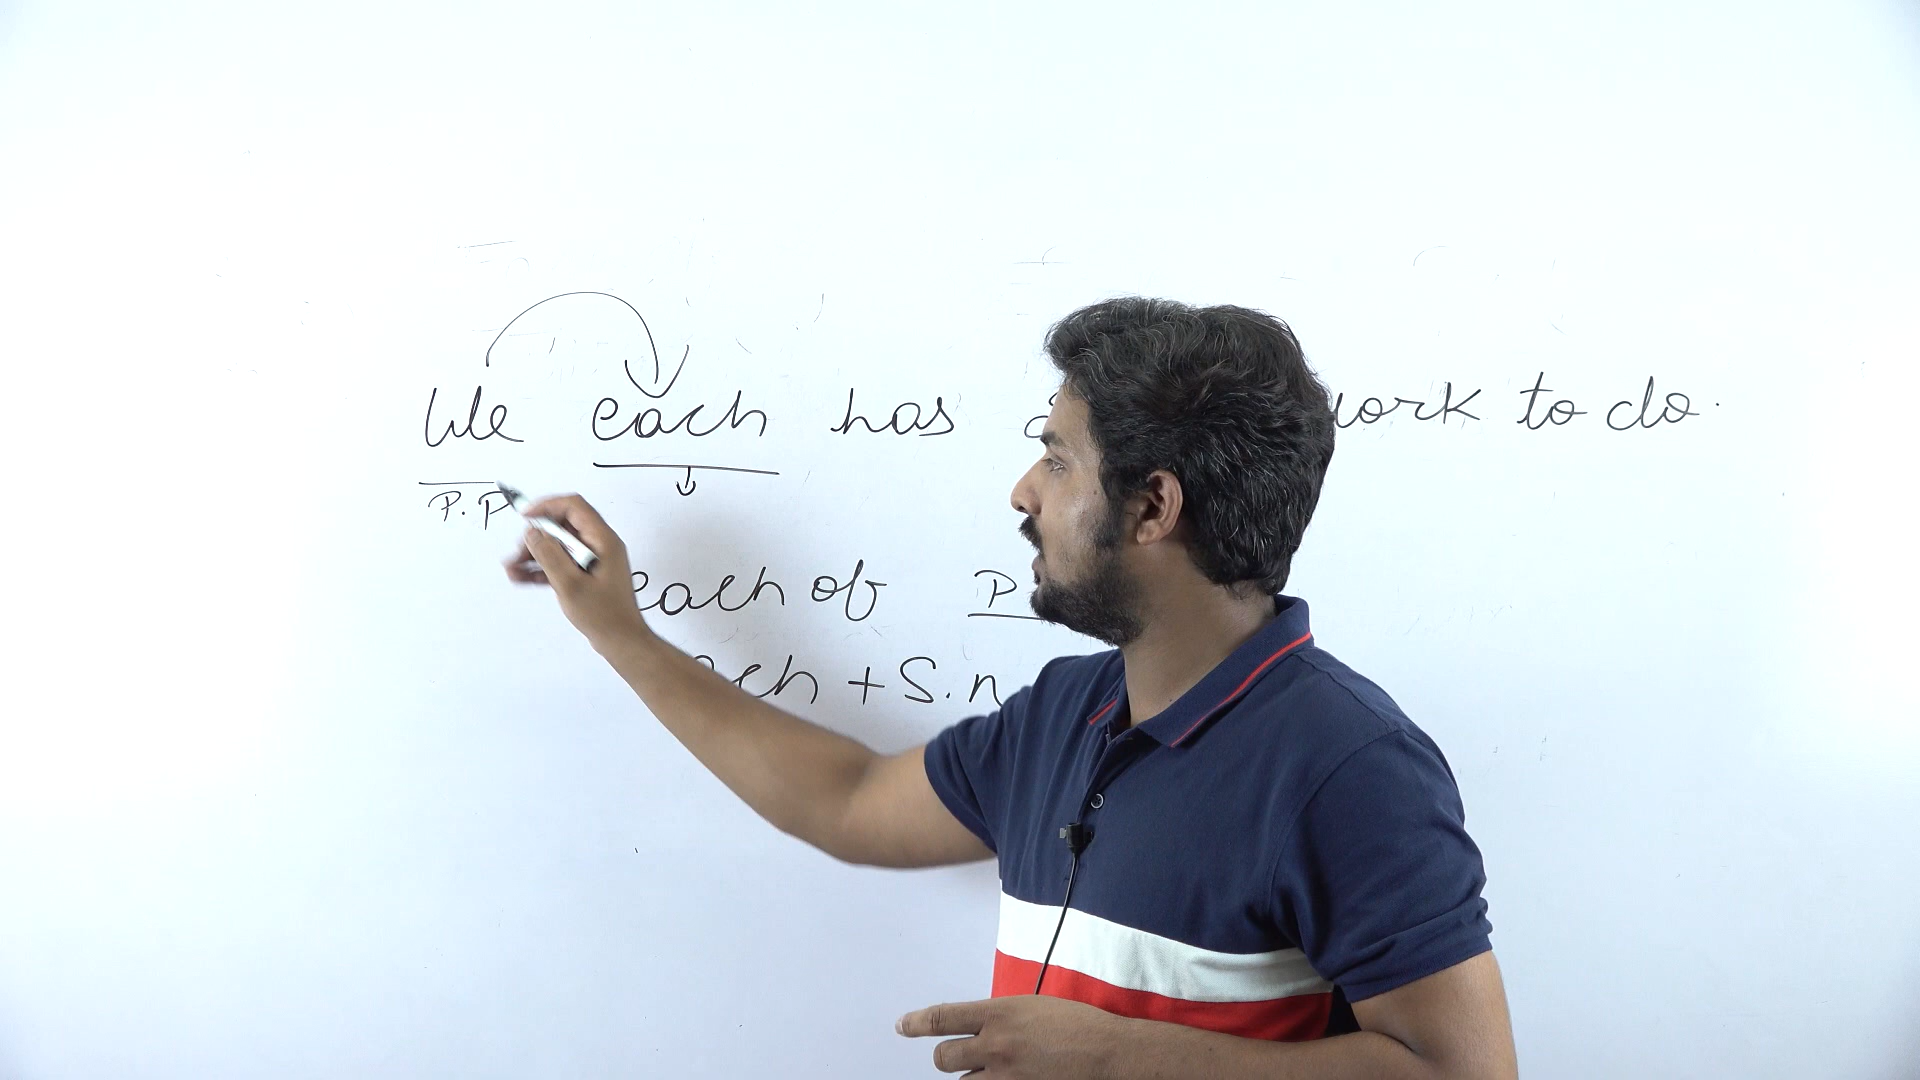 We each has work to do.
P.P
each of P
each + S.n